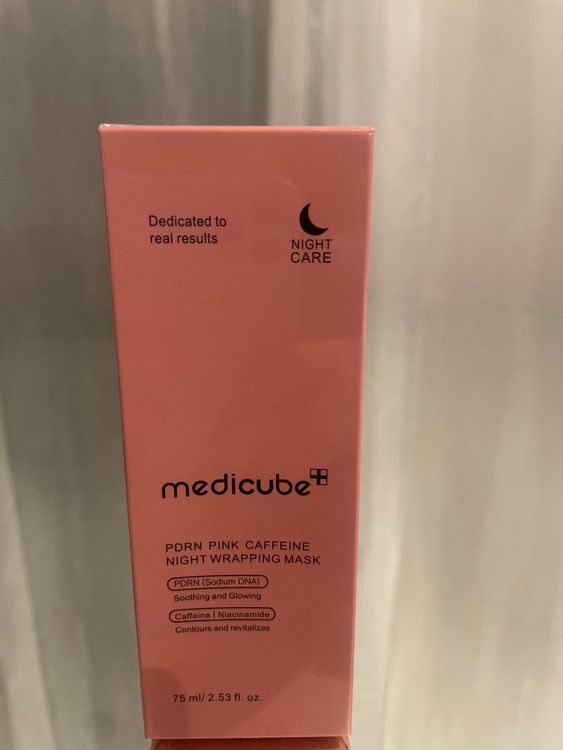 Dedicated to
real results
NIGHT
CARE
medicube
PDRN PINK CAFFEINE
NIGHT WRAPPING MASK
PDRN (Sodium DNA)
Soothing and Glowing
Caffeine | Niacinamide
Contours and revitalizes
75 ml/ 2.53 fl. oz.